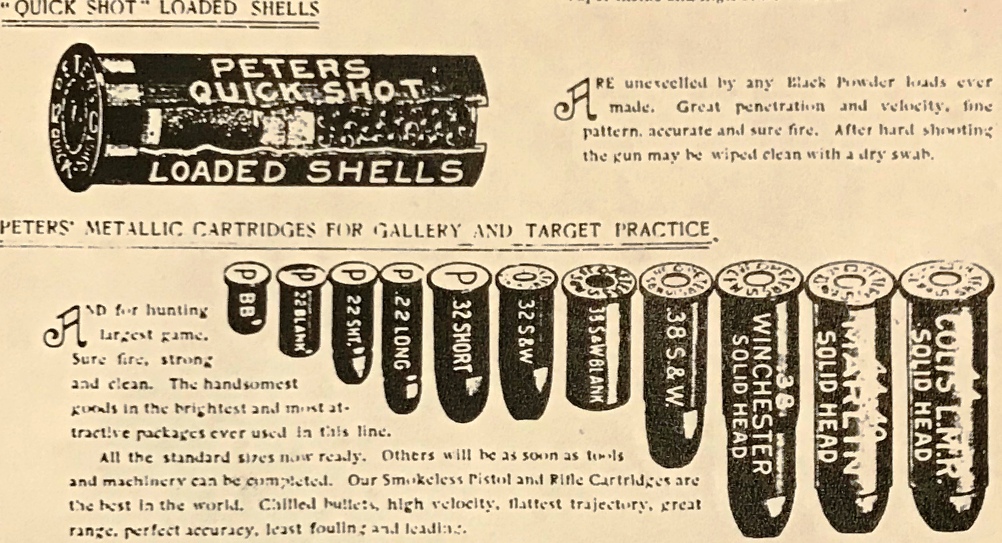 "QUICK SHOT" LOADED SHELLS
PETERS
QUICK SHOT
LOADED SHELLS
ARE unexcelled by any Black Powder loads ever
made. Great penetration and velocity, fine
pattern, accurate and sure fire. After hard shooting
the gun may be wiped clean with a dry swab.
PETERS' METALLIC CARTRIDGES FOR GALLERY AND TARGET PRACTICE.
AND for hunting
largest game.
Sure fire, strong
and clean. The handsomest
goods in the brightest and most at-
tractive packages ever used in this line.
All the standard sizes now ready. Others will be as soon as tools
and machinery can be completed. Our Smokeless Pistol and Rifle Cartridges are
the best in the world. Chilled bullets, high velocity, flattest trajectory, great
range, perfect accuracy, least fouling and leading.
P BB
P 22 BLANK
P 22 SHT.
P 22 LONG
P 32 SHORT
32 S&W
38 S&W BLANK
.38 S.&W.
.38
WINCHESTER
SOLID HEAD
MARLIN
SOLID HEAD
COLTS L.M.R.
SOLID HEAD